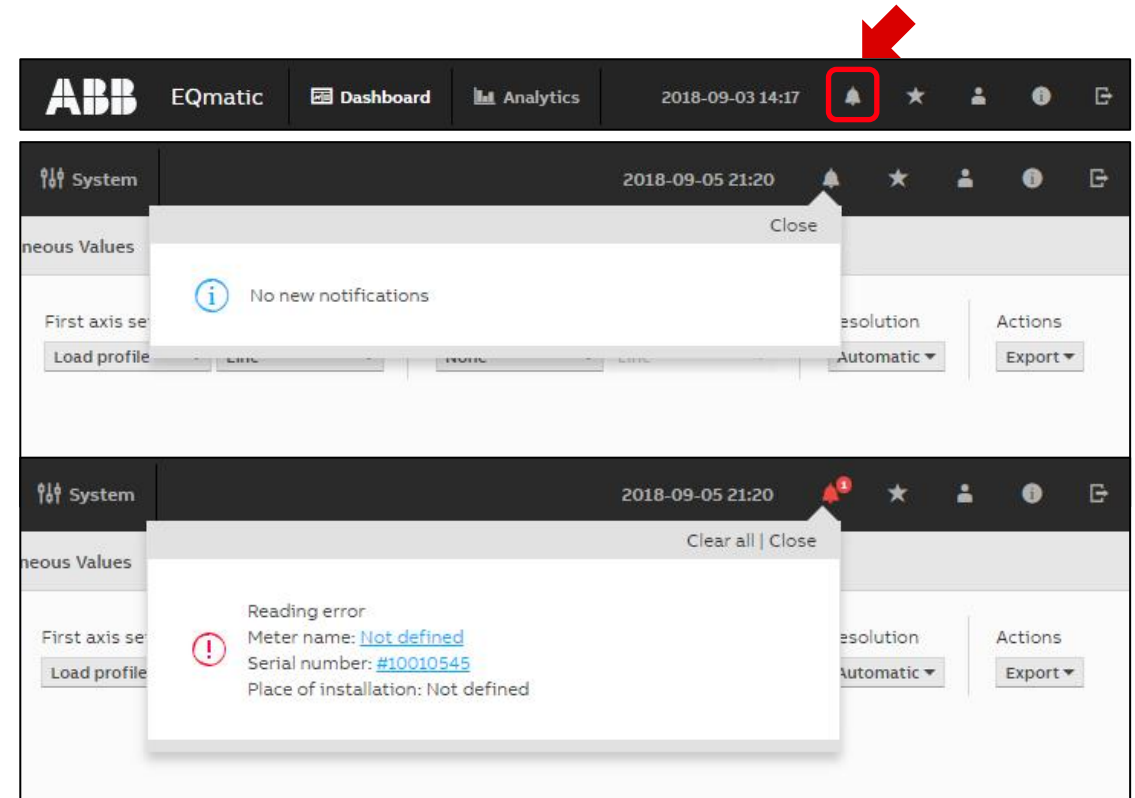 ABB EQmatic Dashboard Analytics 2018-09-03 14:17
System 2018-09-05 21:20
Close
neous Values
No new notifications
First axis se esolution Actions
Load profile Line None Line Automatic Export
System 2018-09-05 21:20 1
Clear all | Close
neous Values
Reading error
First axis se Meter name: Not defined esolution Actions
Load profile Serial number: #10010545 Automatic Export
Place of installation: Not defined